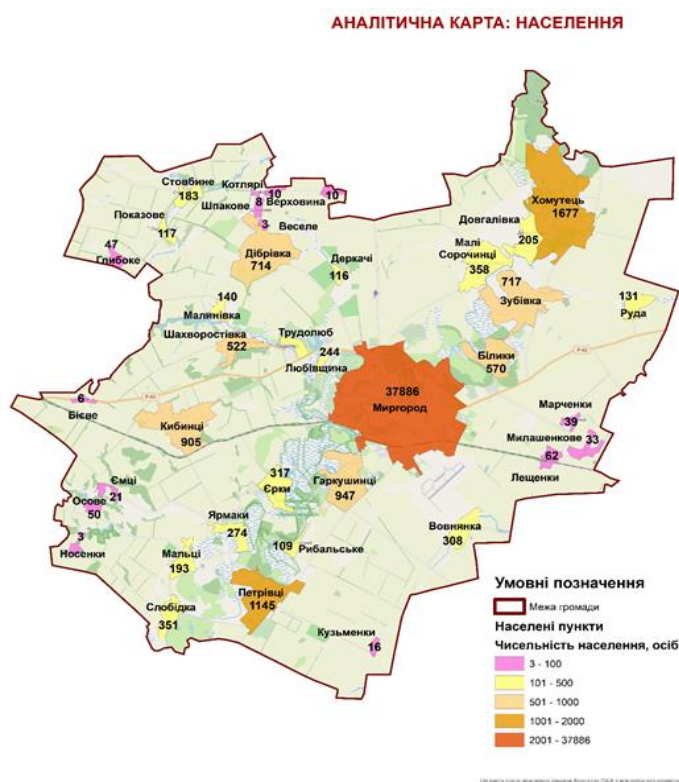 АНАЛІТИЧНА КАРТА: НАСЕЛЕННЯ
Стовбине
183
Котлярі
10
10
Шпакове
8
Верховина
3
Веселе
Показове
117
47
Глибоке
Дібрівка
714
Деркачі
116
Хомутець
1677
Довгалівка
205
Малі
Сорочинці
358
717
Зубівка
131
Руда
140
Малинівка
Шахворостівка
522
Трудолюб
244
Любівщина
Білики
570
37886
Миргород
6
Бієве
Кибинці
905
Марченки
39
Милашенкове
33
62
Лещенки
317
Єрки
Гаркушинці
947
Ємці
21
Осове
50
3
Носенки
Ярмаки
274
109
Рибальське
Вовнянка
308
Мальці
193
Петрівці
1145
Слобідка
351
Кузьменки
16
Умовні позначення
Межа громади
Населені пункти
Чисельність населення, осіб
3 - 100
101 - 500
501 - 1000
1001 - 2000
2001 - 37886